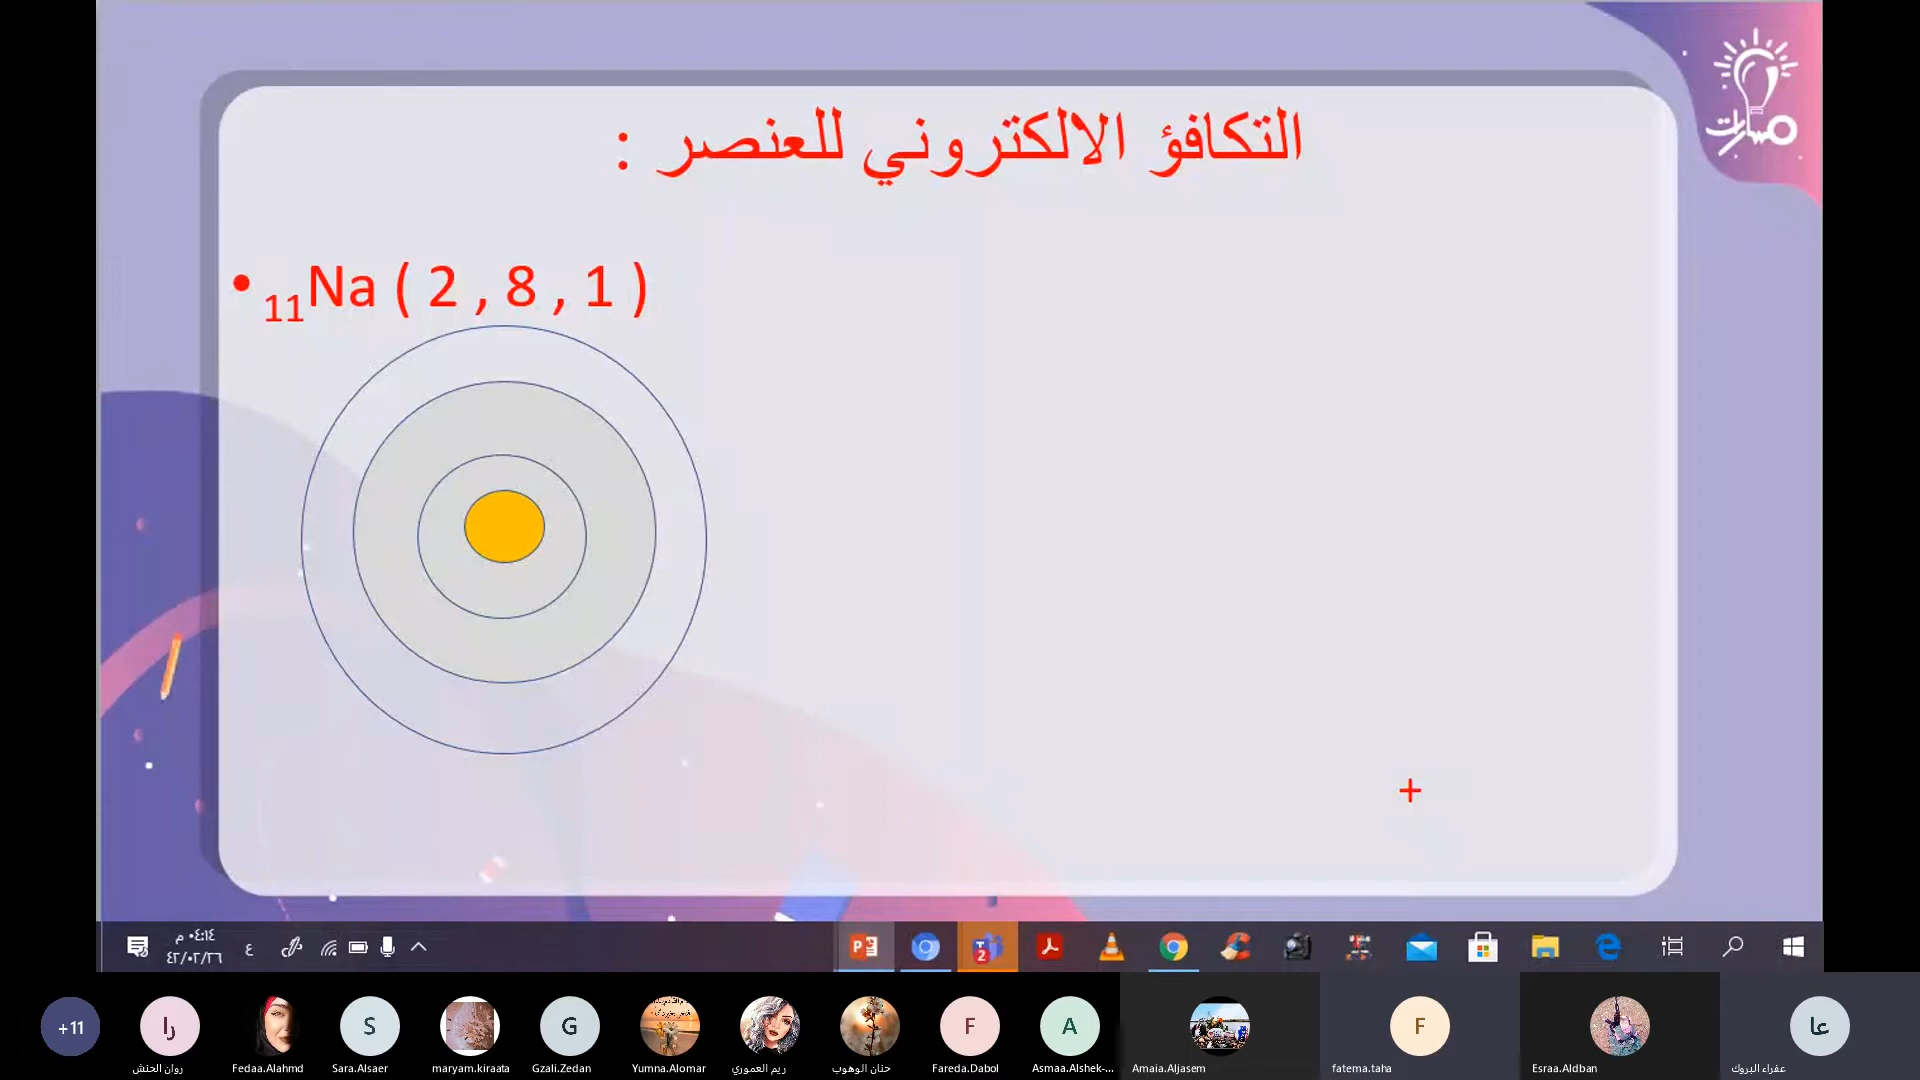 مسارات
التكافؤ الالكتروني للعنصر :
• 11Na ( 2 , 8 , 1 )
+
٠٤:١٤ م
ع
٤٢/٠٢/٢٦
2
+11
را
S
G
F
A
F
عا
روان الحنش
Fedaa.Alahmd
Sara.Alsaer
maryam.kiraata
Gzali.Zedan
Yumna.Alomar
ريم العموري
حنان الوهوب
Fareda.Dabol
Asmaa.Alshek-...
Amaia.Aljasem
fatema.taha
Esraa.Aldban
عفراء البروك